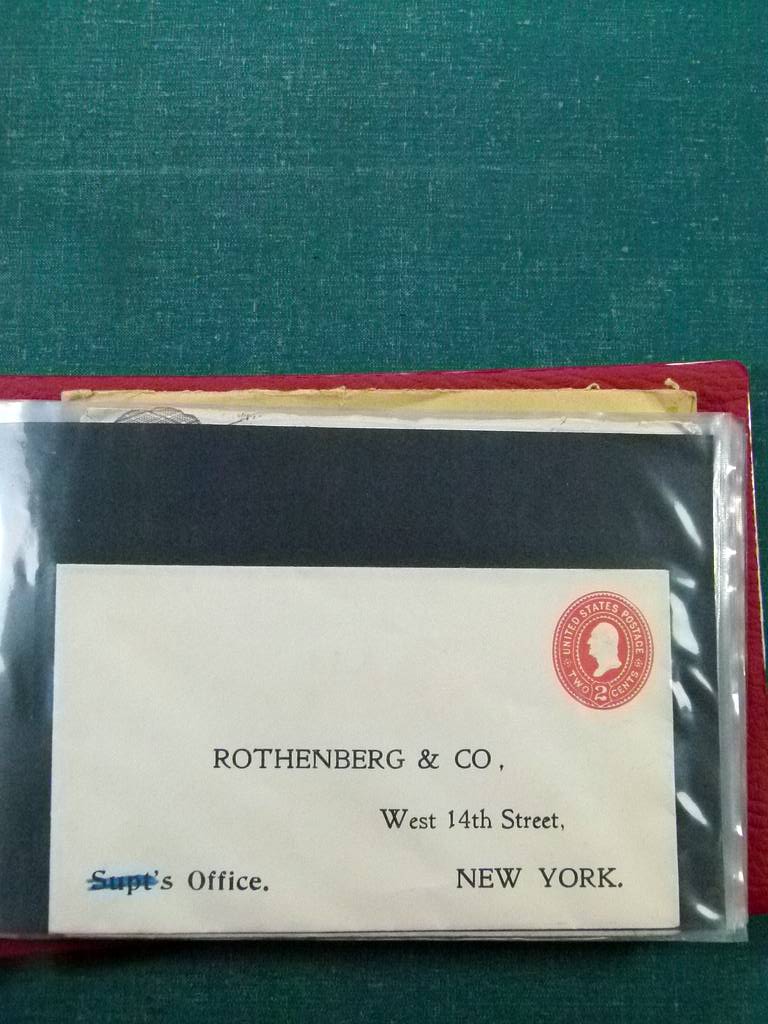 UNITED STATES POSTAGE
TWO 2 CENTS
ROTHENBERG & CO,
West 14th Street,
Supt's Office.
NEW YORK.